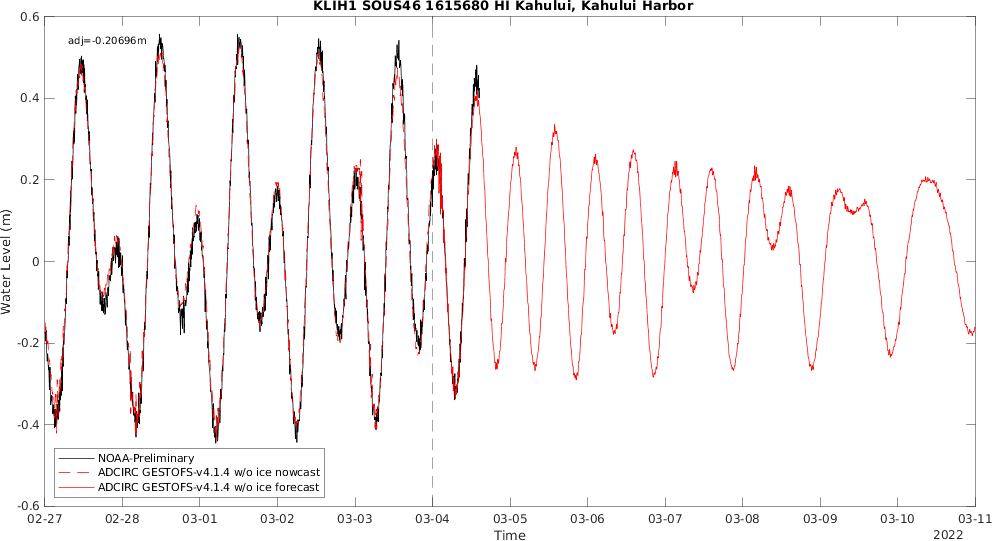 KLIH1 SOUS46 1615680 HI Kahului, Kahului Harbor
adj=-0.20696m
0.6
0.4
0.2
0
-0.2
-0.4
-0.6
Water Level (m)
NOAA-Preliminary
ADCIRC GESTOFS-v4.1.4 w/o ice nowcast
ADCIRC GESTOFS-v4.1.4 w/o ice forecast
02-27 02-28 03-01 03-02 03-03 03-04 03-05 03-06 03-07 03-08 03-09 03-10 03-11
Time
2022